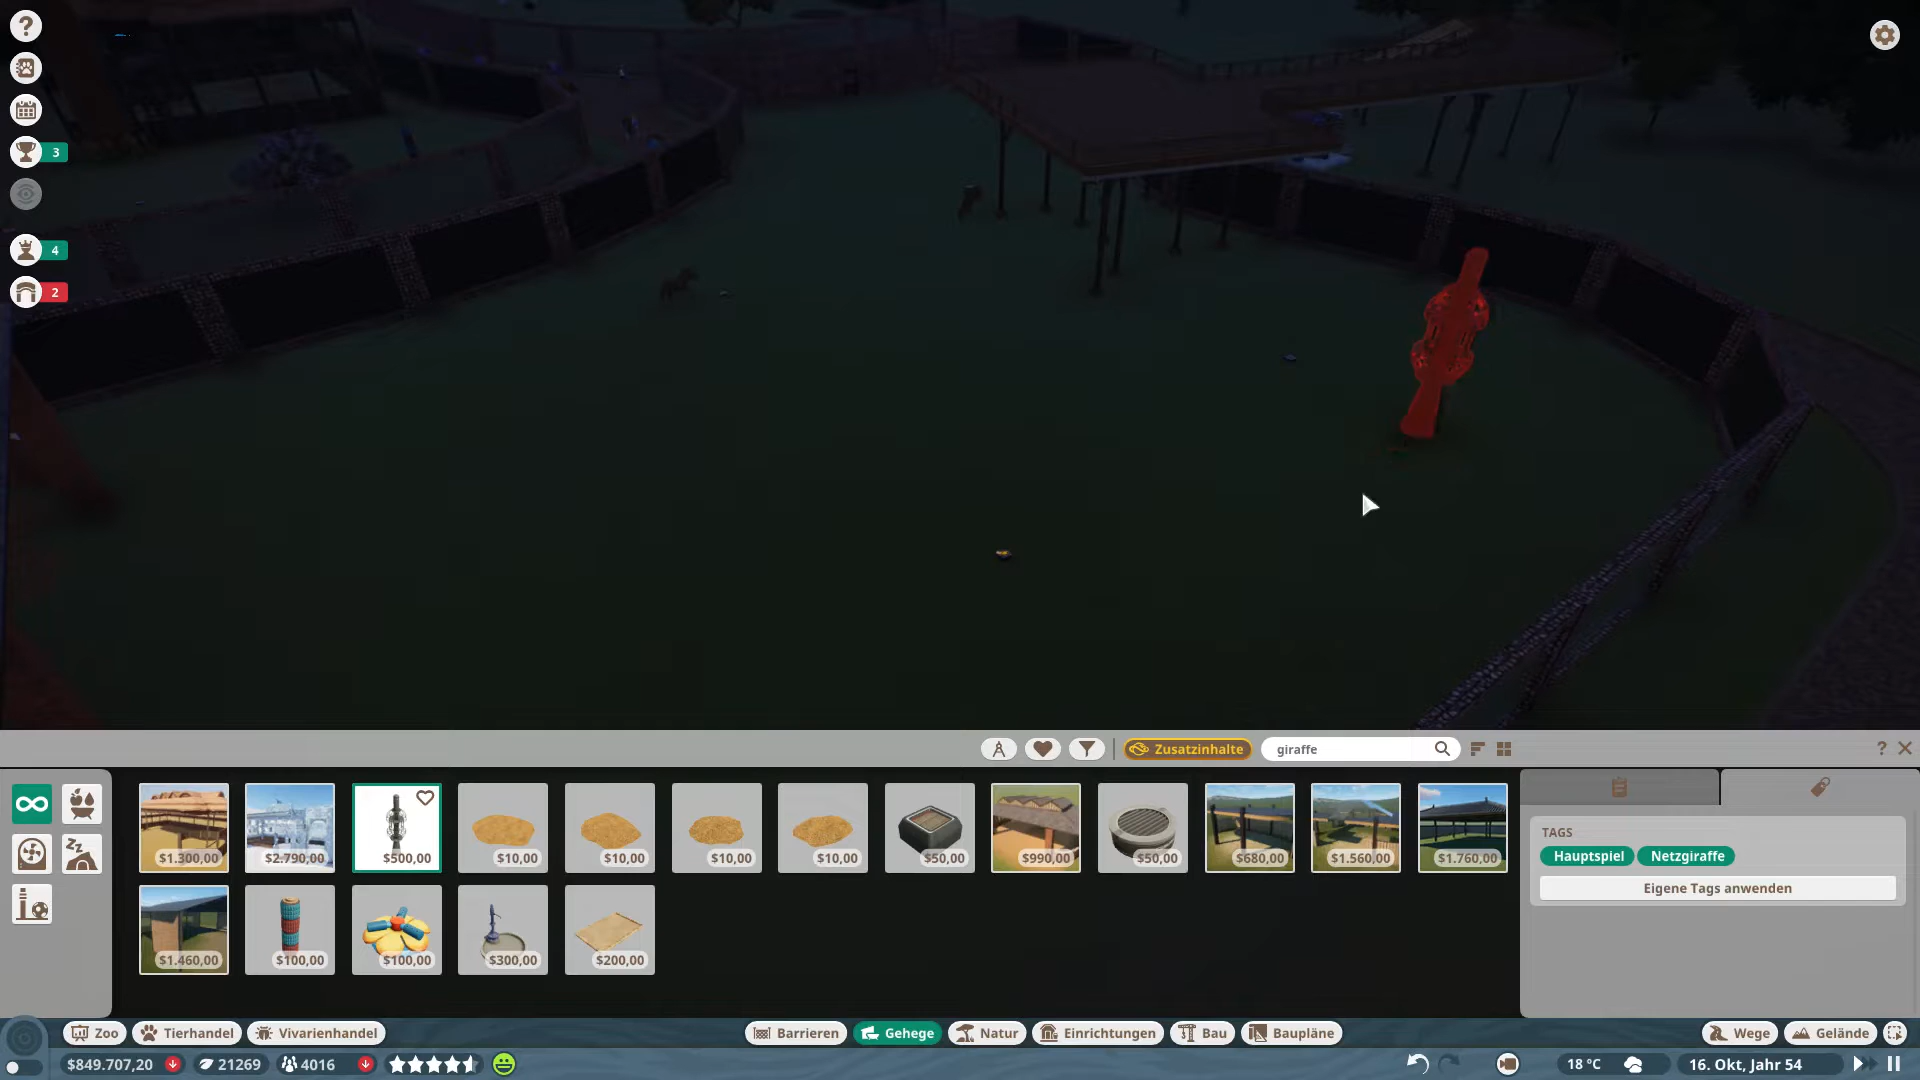 ?
3
4
2
Zusatzinhalte
giraffe
?
$1.300,00
$2.790,00
$500,00
$10,00
$10,00
$10,00
$10,00
$50,00
$990,00
$50,00
$680,00
$1.560,00
$1.760,00
$1.460,00
$100,00
$100,00
$300,00
$200,00
TAGS
Hauptspiel
Netzgiraffe
Eigene Tags anwenden
Zoo
Tierhandel
Vivarienhandel
Barrieren
Gehege
Natur
Einrichtungen
Bau
Baupläne
Wege
Gelände
$849.707,20
21269
4016
18 °C
16. Okt, Jahr 54